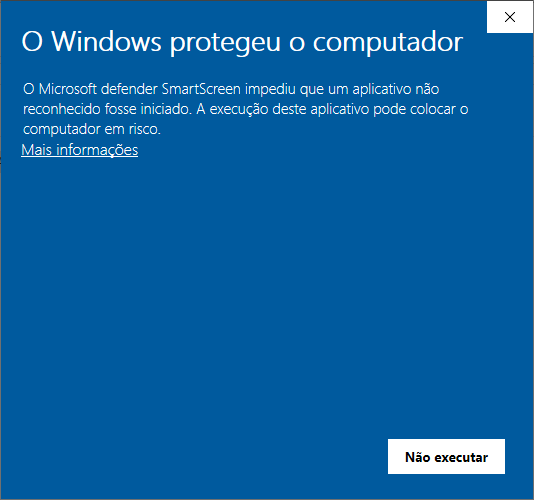 O Windows protegeu o computador
O Microsoft defender SmartScreen impediu que um aplicativo não
reconhecido fosse iniciado. A execução deste aplicativo pode colocar o
computador em risco.
Mais informações
Não executar